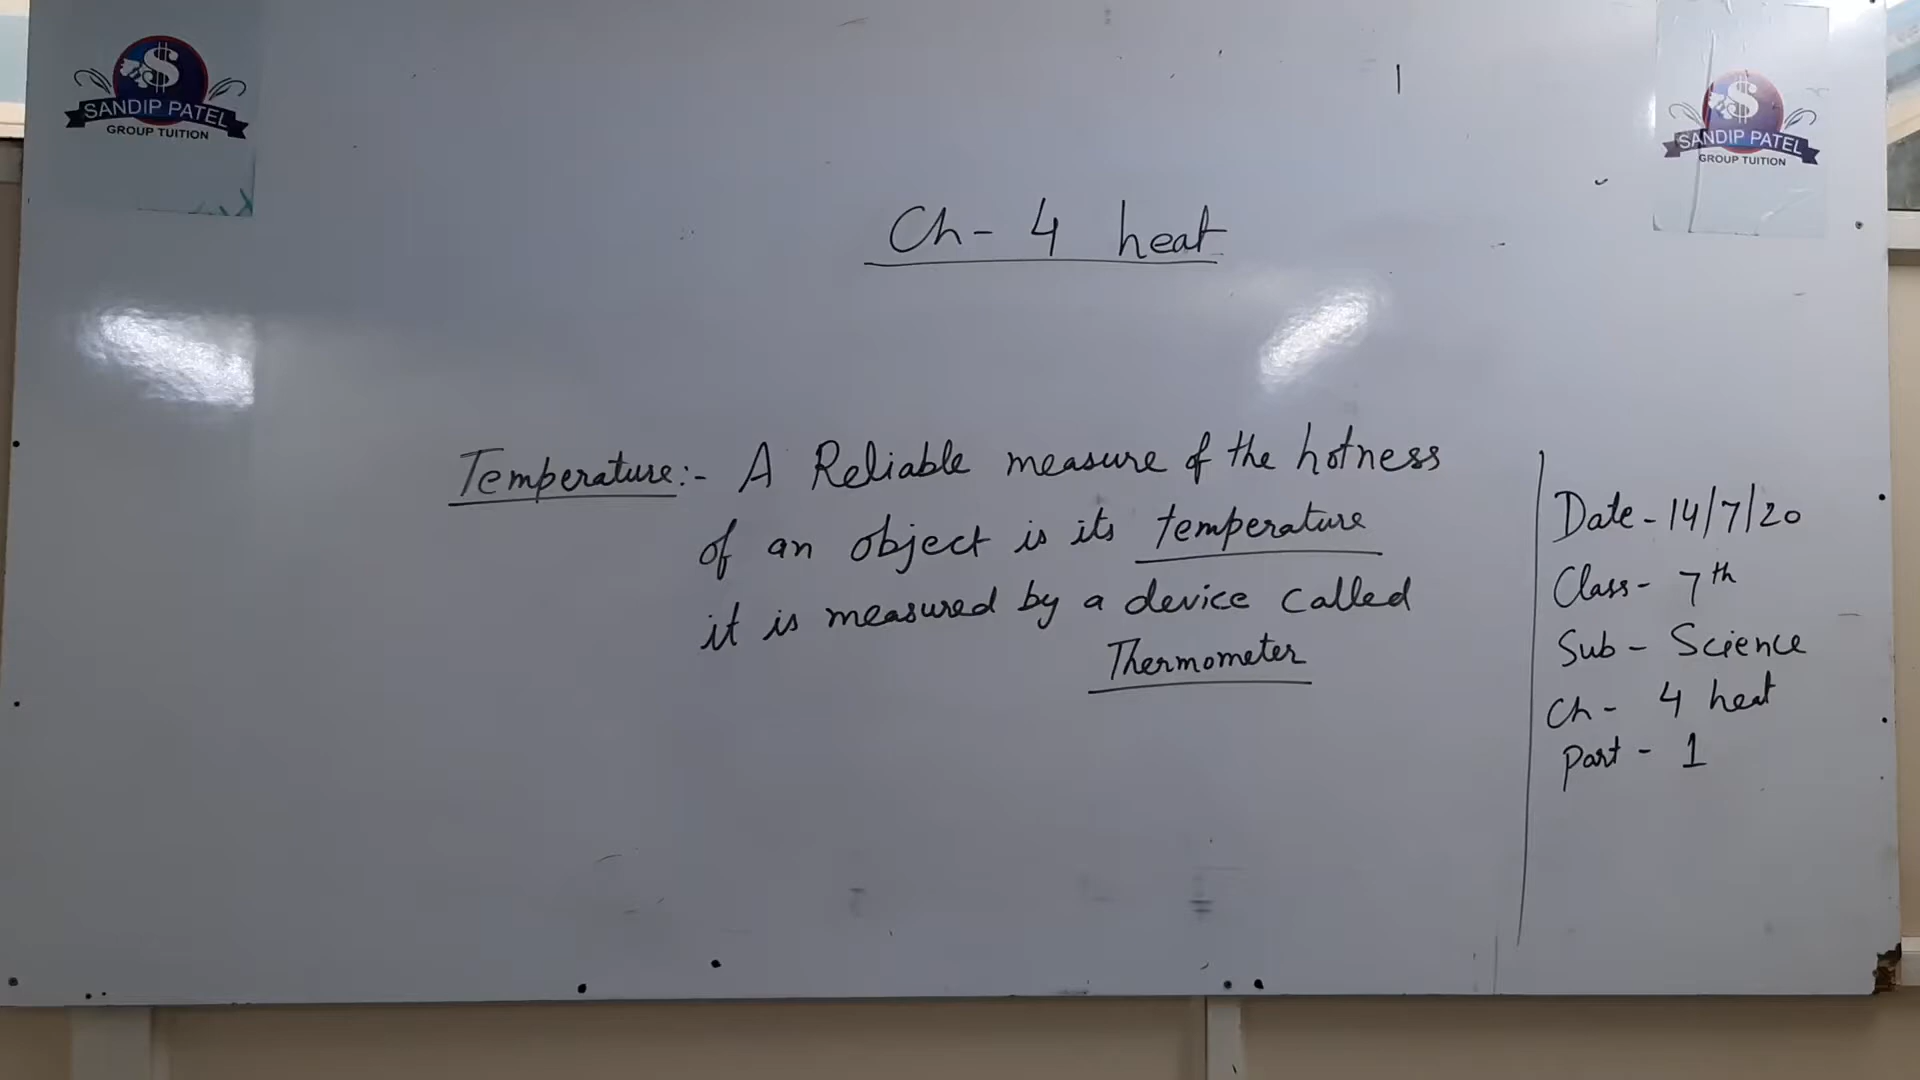 SANDIP PATEL
GROUP TUITION
SANDIP PATEL
GROUP TUITION
Ch- 4 heat
Temperature:- A Reliable measure of the hotness
of an object is its temperature
it is measured by a device called
Thermometer
Date - 14/7/20
Class- 7th
Sub - Science
Ch - 4 heat
part - 1